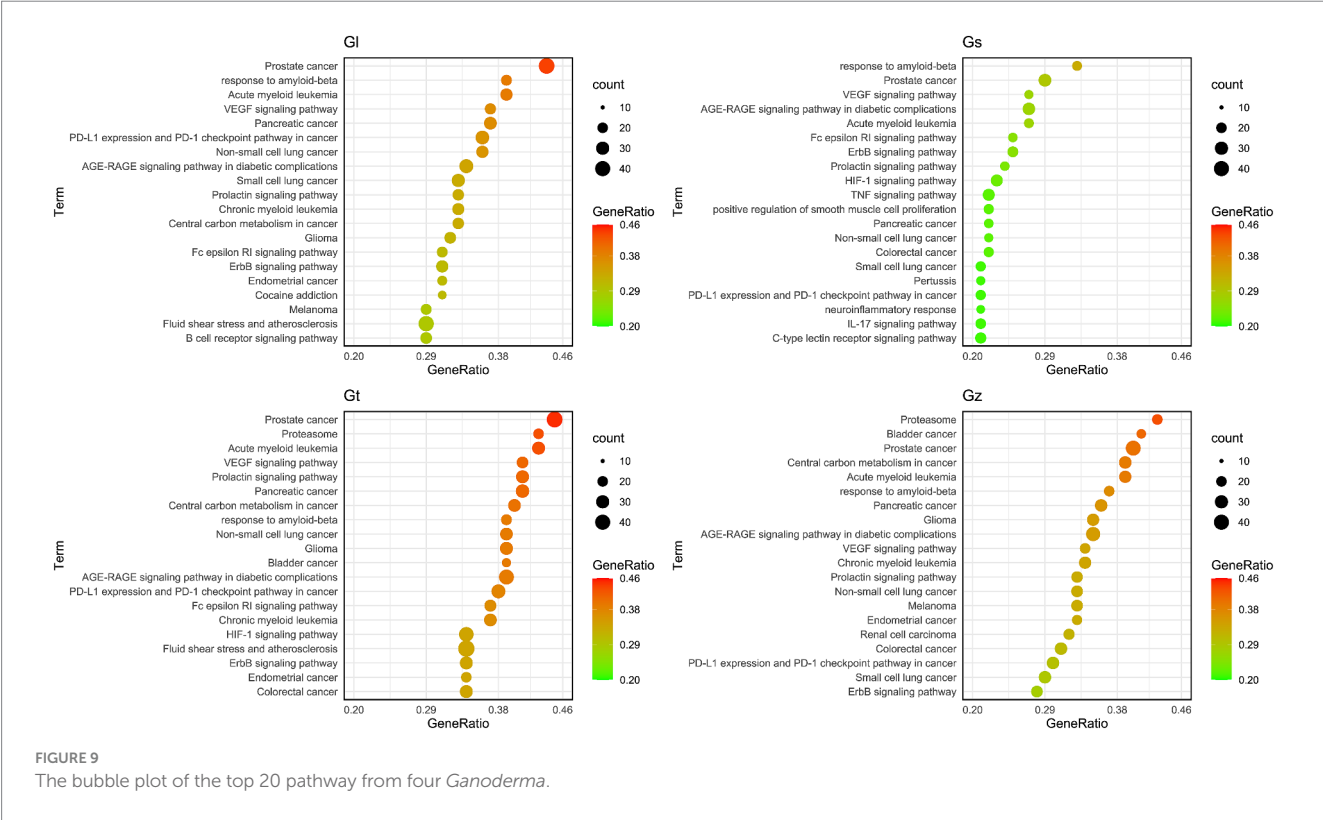 Gl
Prostate cancer
response to amyloid-beta
Acute myeloid leukemia
VEGF signaling pathway
Pancreatic cancer
PD-L1 expression and PD-1 checkpoint pathway in cancer
Non-small cell lung cancer
AGE-RAGE signaling pathway in diabetic complications
Small cell lung cancer
Prolactin signaling pathway
Chronic myeloid leukemia
Central carbon metabolism in cancer
Glioma
Fc epsilon RI signaling pathway
ErbB signaling pathway
Endometrial cancer
Cocaine addiction
Melanoma
Fluid shear stress and atherosclerosis
B cell receptor signaling pathway
Term
0.20 0.29 0.38 0.46
GeneRatio
count
10
20
30
40
GeneRatio
0.46
0.38
0.29
0.20
Gs
response to amyloid-beta
Prostate cancer
VEGF signaling pathway
AGE-RAGE signaling pathway in diabetic complications
Acute myeloid leukemia
Fc epsilon RI signaling pathway
ErbB signaling pathway
Prolactin signaling pathway
HIF-1 signaling pathway
TNF signaling pathway
positive regulation of smooth muscle cell proliferation
Pancreatic cancer
Non-small cell lung cancer
Colorectal cancer
Small cell lung cancer
Pertussis
PD-L1 expression and PD-1 checkpoint pathway in cancer
neuroinflammatory response
IL-17 signaling pathway
C-type lectin receptor signaling pathway
Term
0.20 0.29 0.38 0.46
GeneRatio
count
10
20
30
40
GeneRatio
0.46
0.38
0.29
0.20
Gt
Prostate cancer
Proteasome
Acute myeloid leukemia
VEGF signaling pathway
Prolactin signaling pathway
Pancreatic cancer
Central carbon metabolism in cancer
response to amyloid-beta
Non-small cell lung cancer
Glioma
Bladder cancer
AGE-RAGE signaling pathway in diabetic complications
PD-L1 expression and PD-1 checkpoint pathway in cancer
Fc epsilon RI signaling pathway
Chronic myeloid leukemia
HIF-1 signaling pathway
Fluid shear stress and atherosclerosis
ErbB signaling pathway
Endometrial cancer
Colorectal cancer
Term
0.20 0.29 0.38 0.46
GeneRatio
count
10
20
30
40
GeneRatio
0.46
0.38
0.29
0.20
Gz
Proteasome
Bladder cancer
Prostate cancer
Central carbon metabolism in cancer
Acute myeloid leukemia
response to amyloid-beta
Pancreatic cancer
Glioma
AGE-RAGE signaling pathway in diabetic complications
VEGF signaling pathway
Chronic myeloid leukemia
Prolactin signaling pathway
Non-small cell lung cancer
Melanoma
Endometrial cancer
Renal cell carcinoma
Colorectal cancer
PD-L1 expression and PD-1 checkpoint pathway in cancer
Small cell lung cancer
ErbB signaling pathway
Term
0.20 0.29 0.38 0.46
GeneRatio
count
10
20
30
40
GeneRatio
0.46
0.38
0.29
0.20
FIGURE 9
The bubble plot of the top 20 pathway from four Ganoderma.